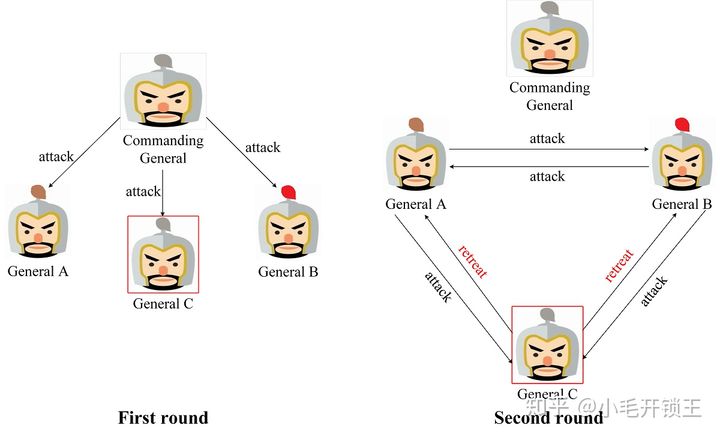 Commanding
General
attack
attack
attack
General A
General C
General B
First round
Commanding
General
General A
attack
attack
General B
retreat
attack
retreat
attack
General C
Second round
知乎 @小毛开锁王